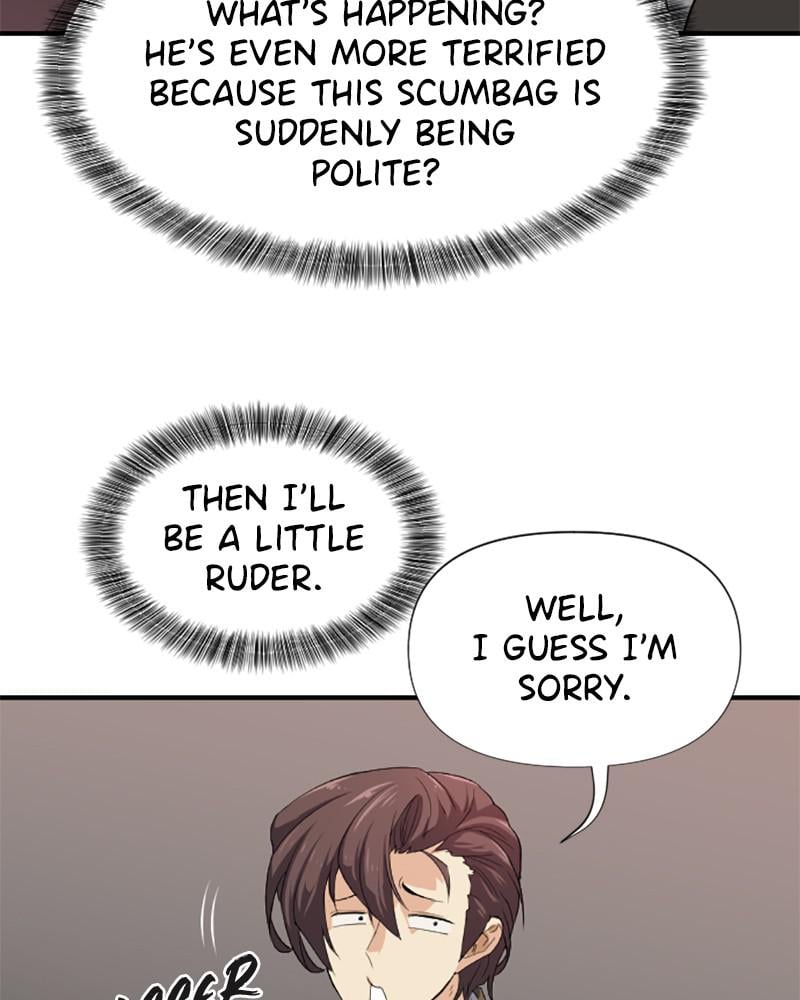 WHAT'S HAPPENING?
HE'S EVEN MORE TERRIFIED
BECAUSE THIS SCUMBAG IS
SUDDENLY BEING
POLITE?
THEN I'LL
BE A LITTLE
RUDER.
WELL,
I GUESS I'M
SORRY.